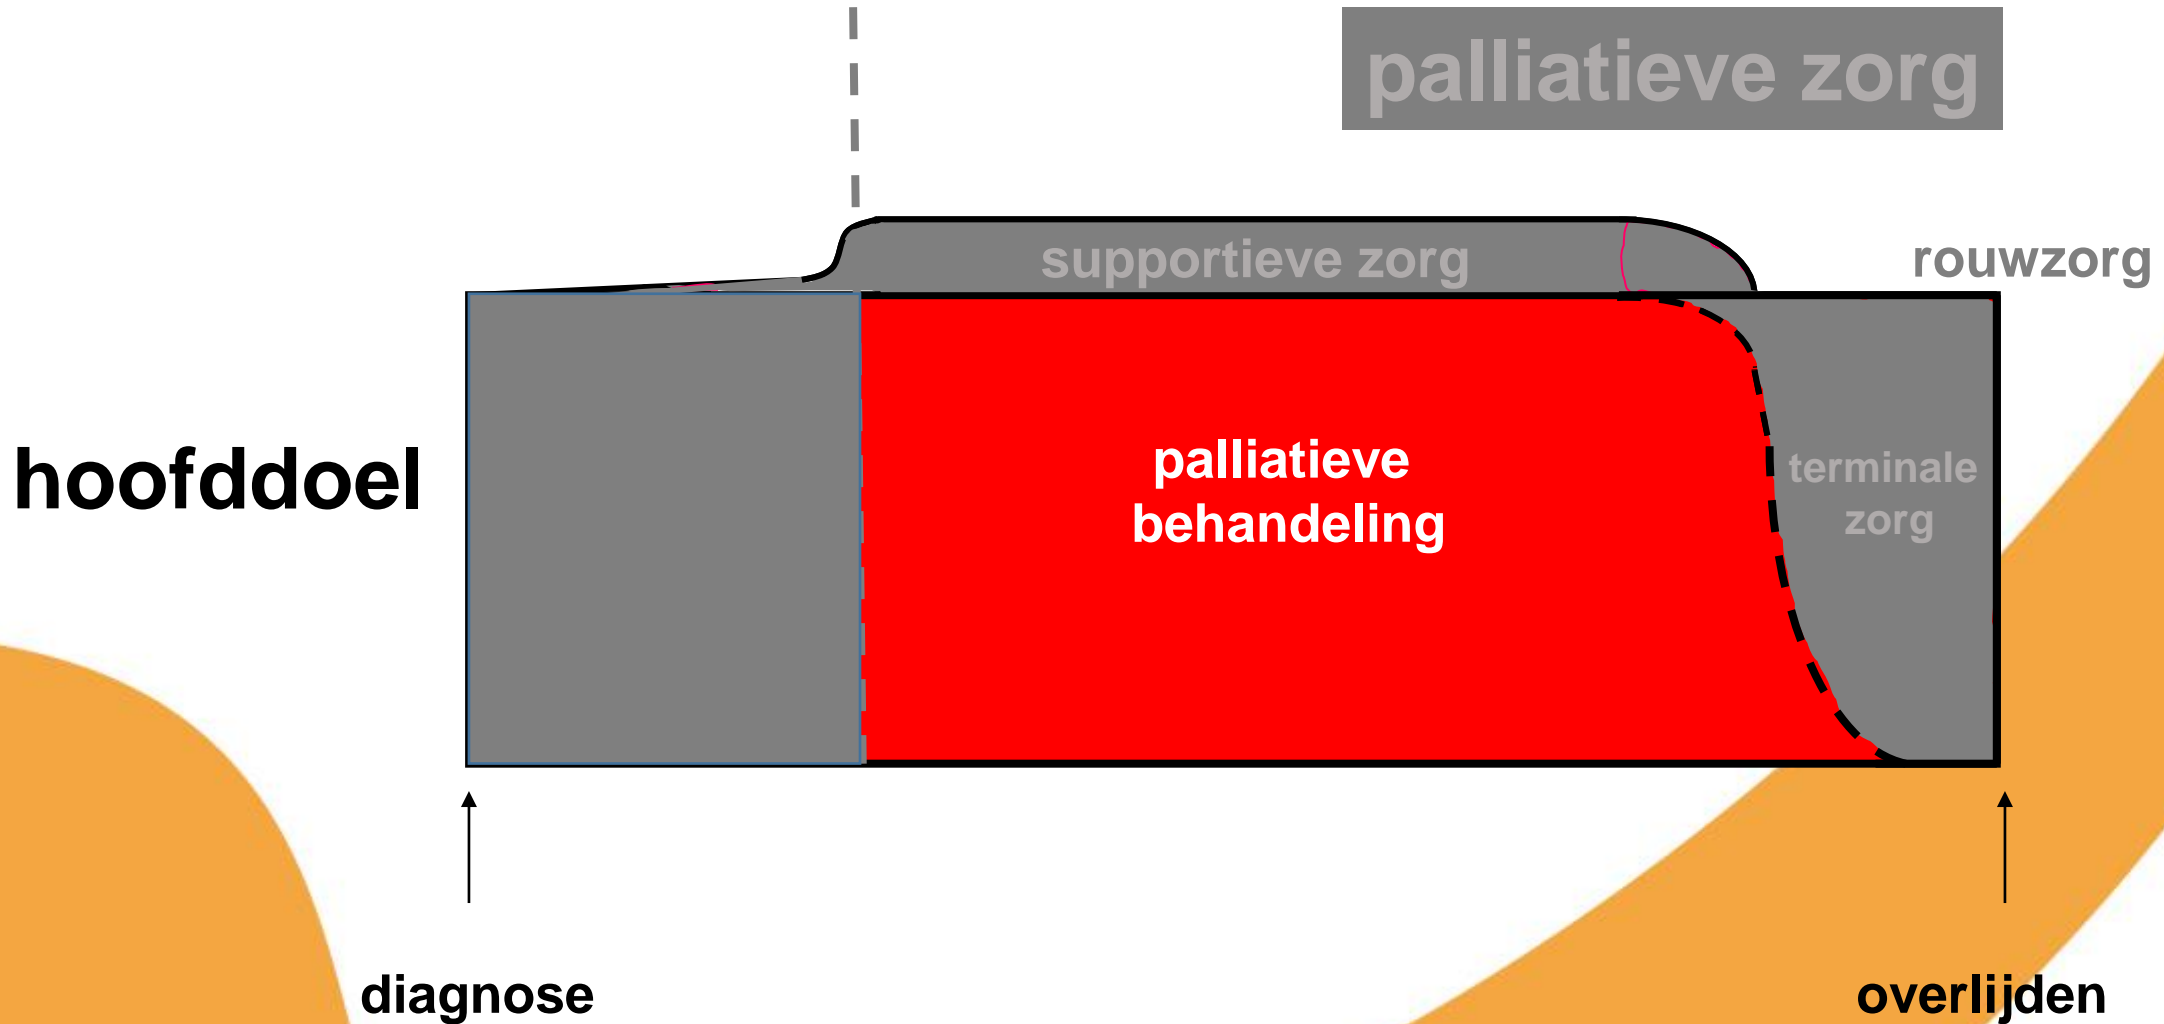 palliatieve zorg
supportieve zorg
rouwzorg
hoofddoel
palliatieve
behandeling
terminale
zorg
diagnose
overlijden